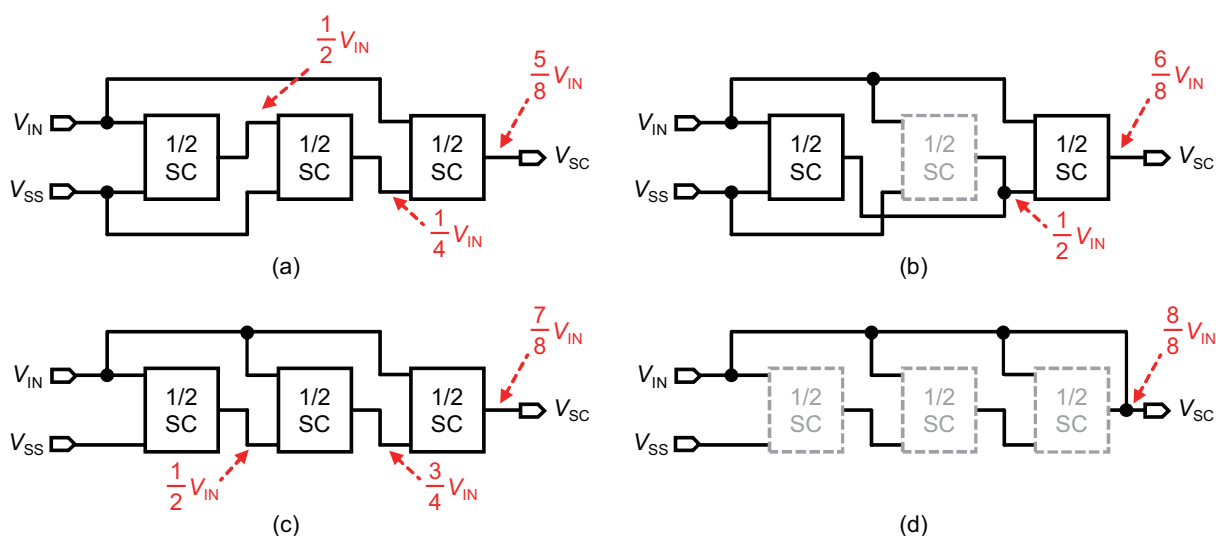 1/2 V_IN
5/8 V_IN
V_IN
V_SS
1/2 SC
1/2 SC
1/2 SC
V_SC
1/4 V_IN
(a)
6/8 V_IN
V_IN
V_SS
1/2 SC
1/2 SC
1/2 SC
V_SC
1/2 V_IN
(b)
7/8 V_IN
V_IN
V_SS
1/2 SC
1/2 SC
1/2 SC
V_SC
1/2 V_IN
3/4 V_IN
(c)
8/8 V_IN
V_IN
V_SS
1/2 SC
1/2 SC
1/2 SC
V_SC
(d)